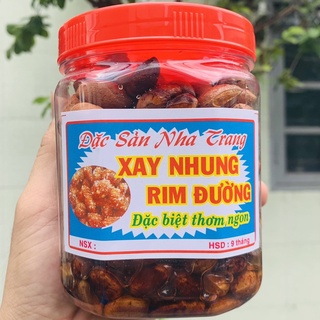 Đặc Sản Nha Trang
XAY NHUNG
RIM ĐƯỜNG
Đặc biệt thơm ngon
NSX :
HSD : 9 tháng